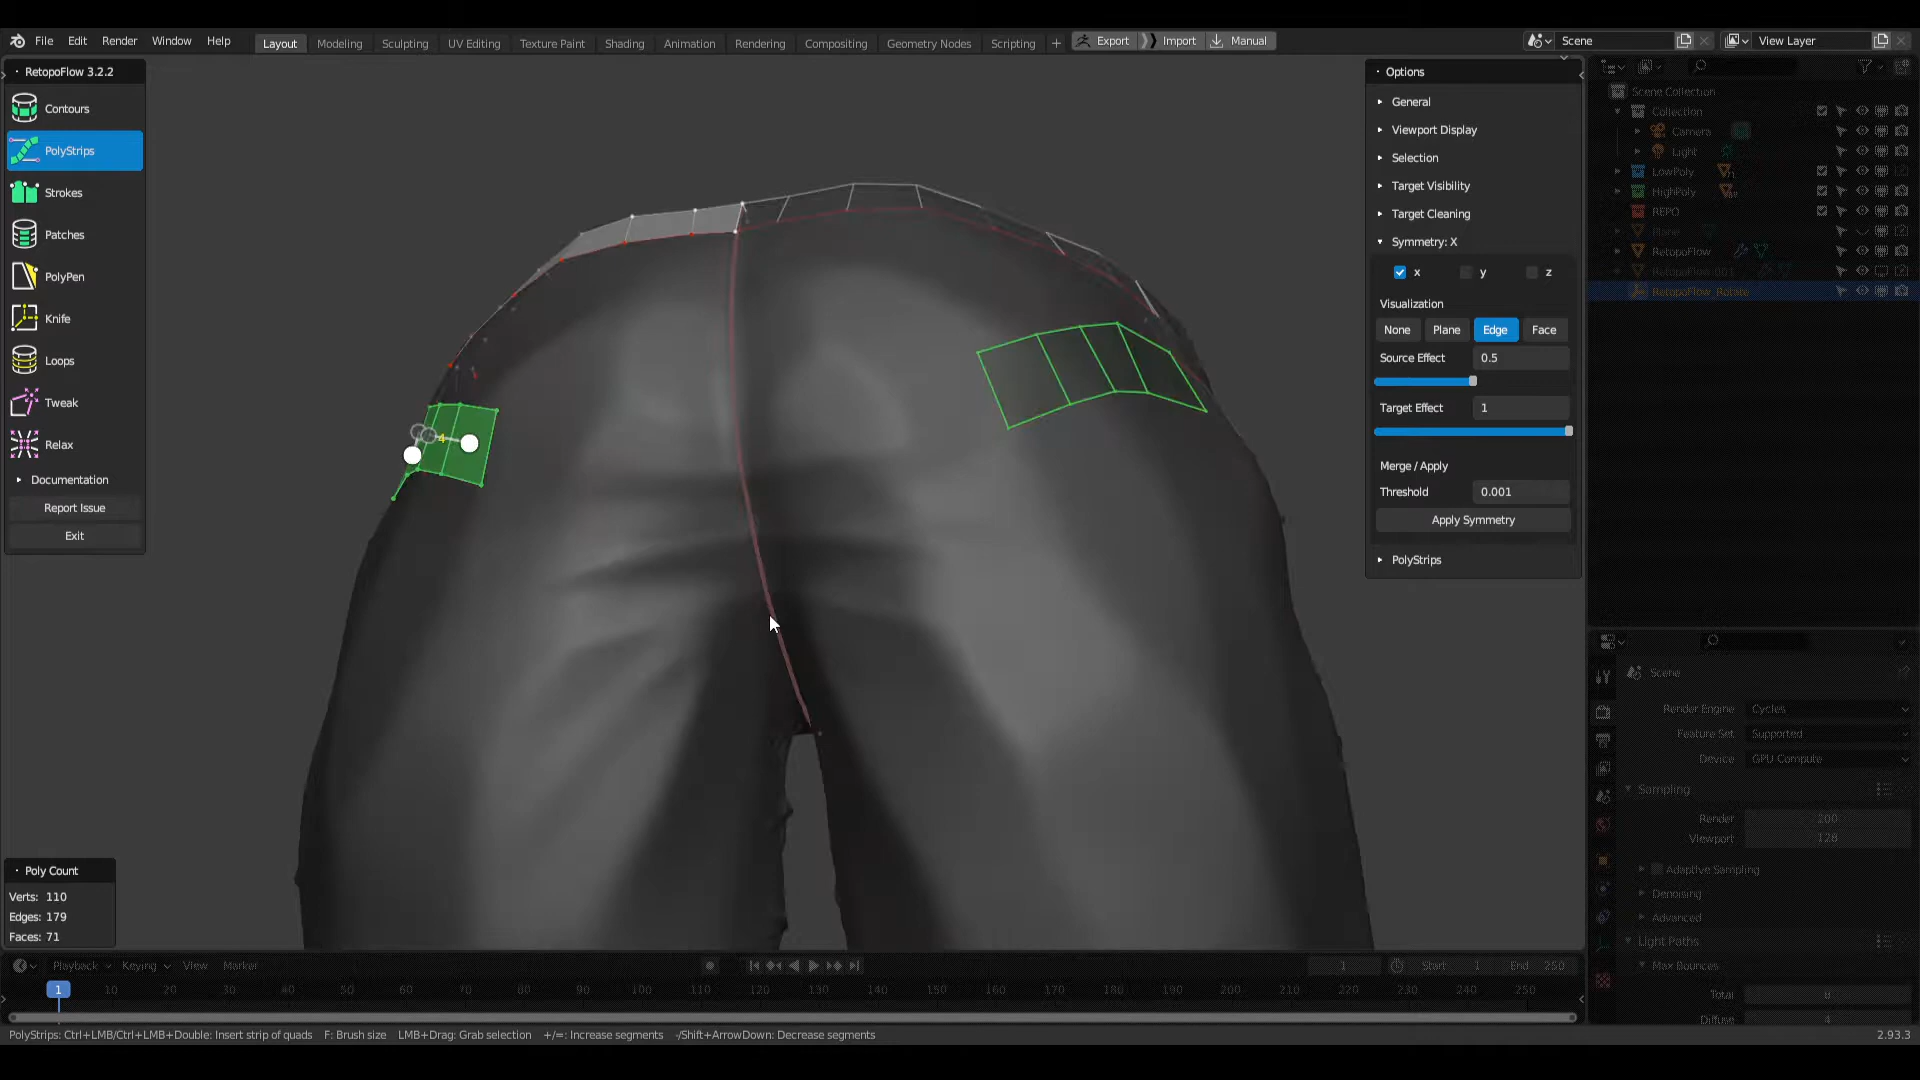 File Edit Render Window Help
Layout Modeling Sculpting UV Editing Texture Paint Shading Animation Rendering Compositing Geometry Nodes Scripting +
Export Import Manual
Scene
View Layer
RetopoFlow 3.2.2
Contours
PolyStrips
Strokes
Patches
PolyPen
Knife
Loops
Tweak
Relax
Documentation
Report Issue
Exit
4
Options
General
Viewport Display
Selection
Target Visibility
Target Cleaning
Symmetry: X
x y z
Visualization
None Plane Edge Face
Source Effect 0.5
Target Effect 1
Merge / Apply
Threshold 0.001
Apply Symmetry
PolyStrips
Scene Collection
Collection
Camera
Light
LowPoly
HighPoly
REPO
Plane
RetopoFlow
RetopoFlow.001
RetopoFlow_Rotate
Scene
Render Engine Cycles
Feature Set Supported
Device GPU Compute
Sampling
Render 200
Viewport 128
Adaptive Sampling
Denoising
Advanced
Light Paths
Max Bounces
Total 8
Diffuse 4
Poly Count
Verts: 110
Edges: 179
Faces: 71
Playback Keying View Marker
1 Start 1 End 250
1 10 20 30 40 50 60 70 80 90 100 110 120 130 140 150 160 170 180 190 200 210 220 230 240 250
PolyStrips: Ctrl+LMB/Ctrl+LMB+Double: Insert strip of quads F: Brush size LMB+Drag: Grab selection +/=: Increase segments -/Shift+ArrowDown: Decrease segments
2.93.3